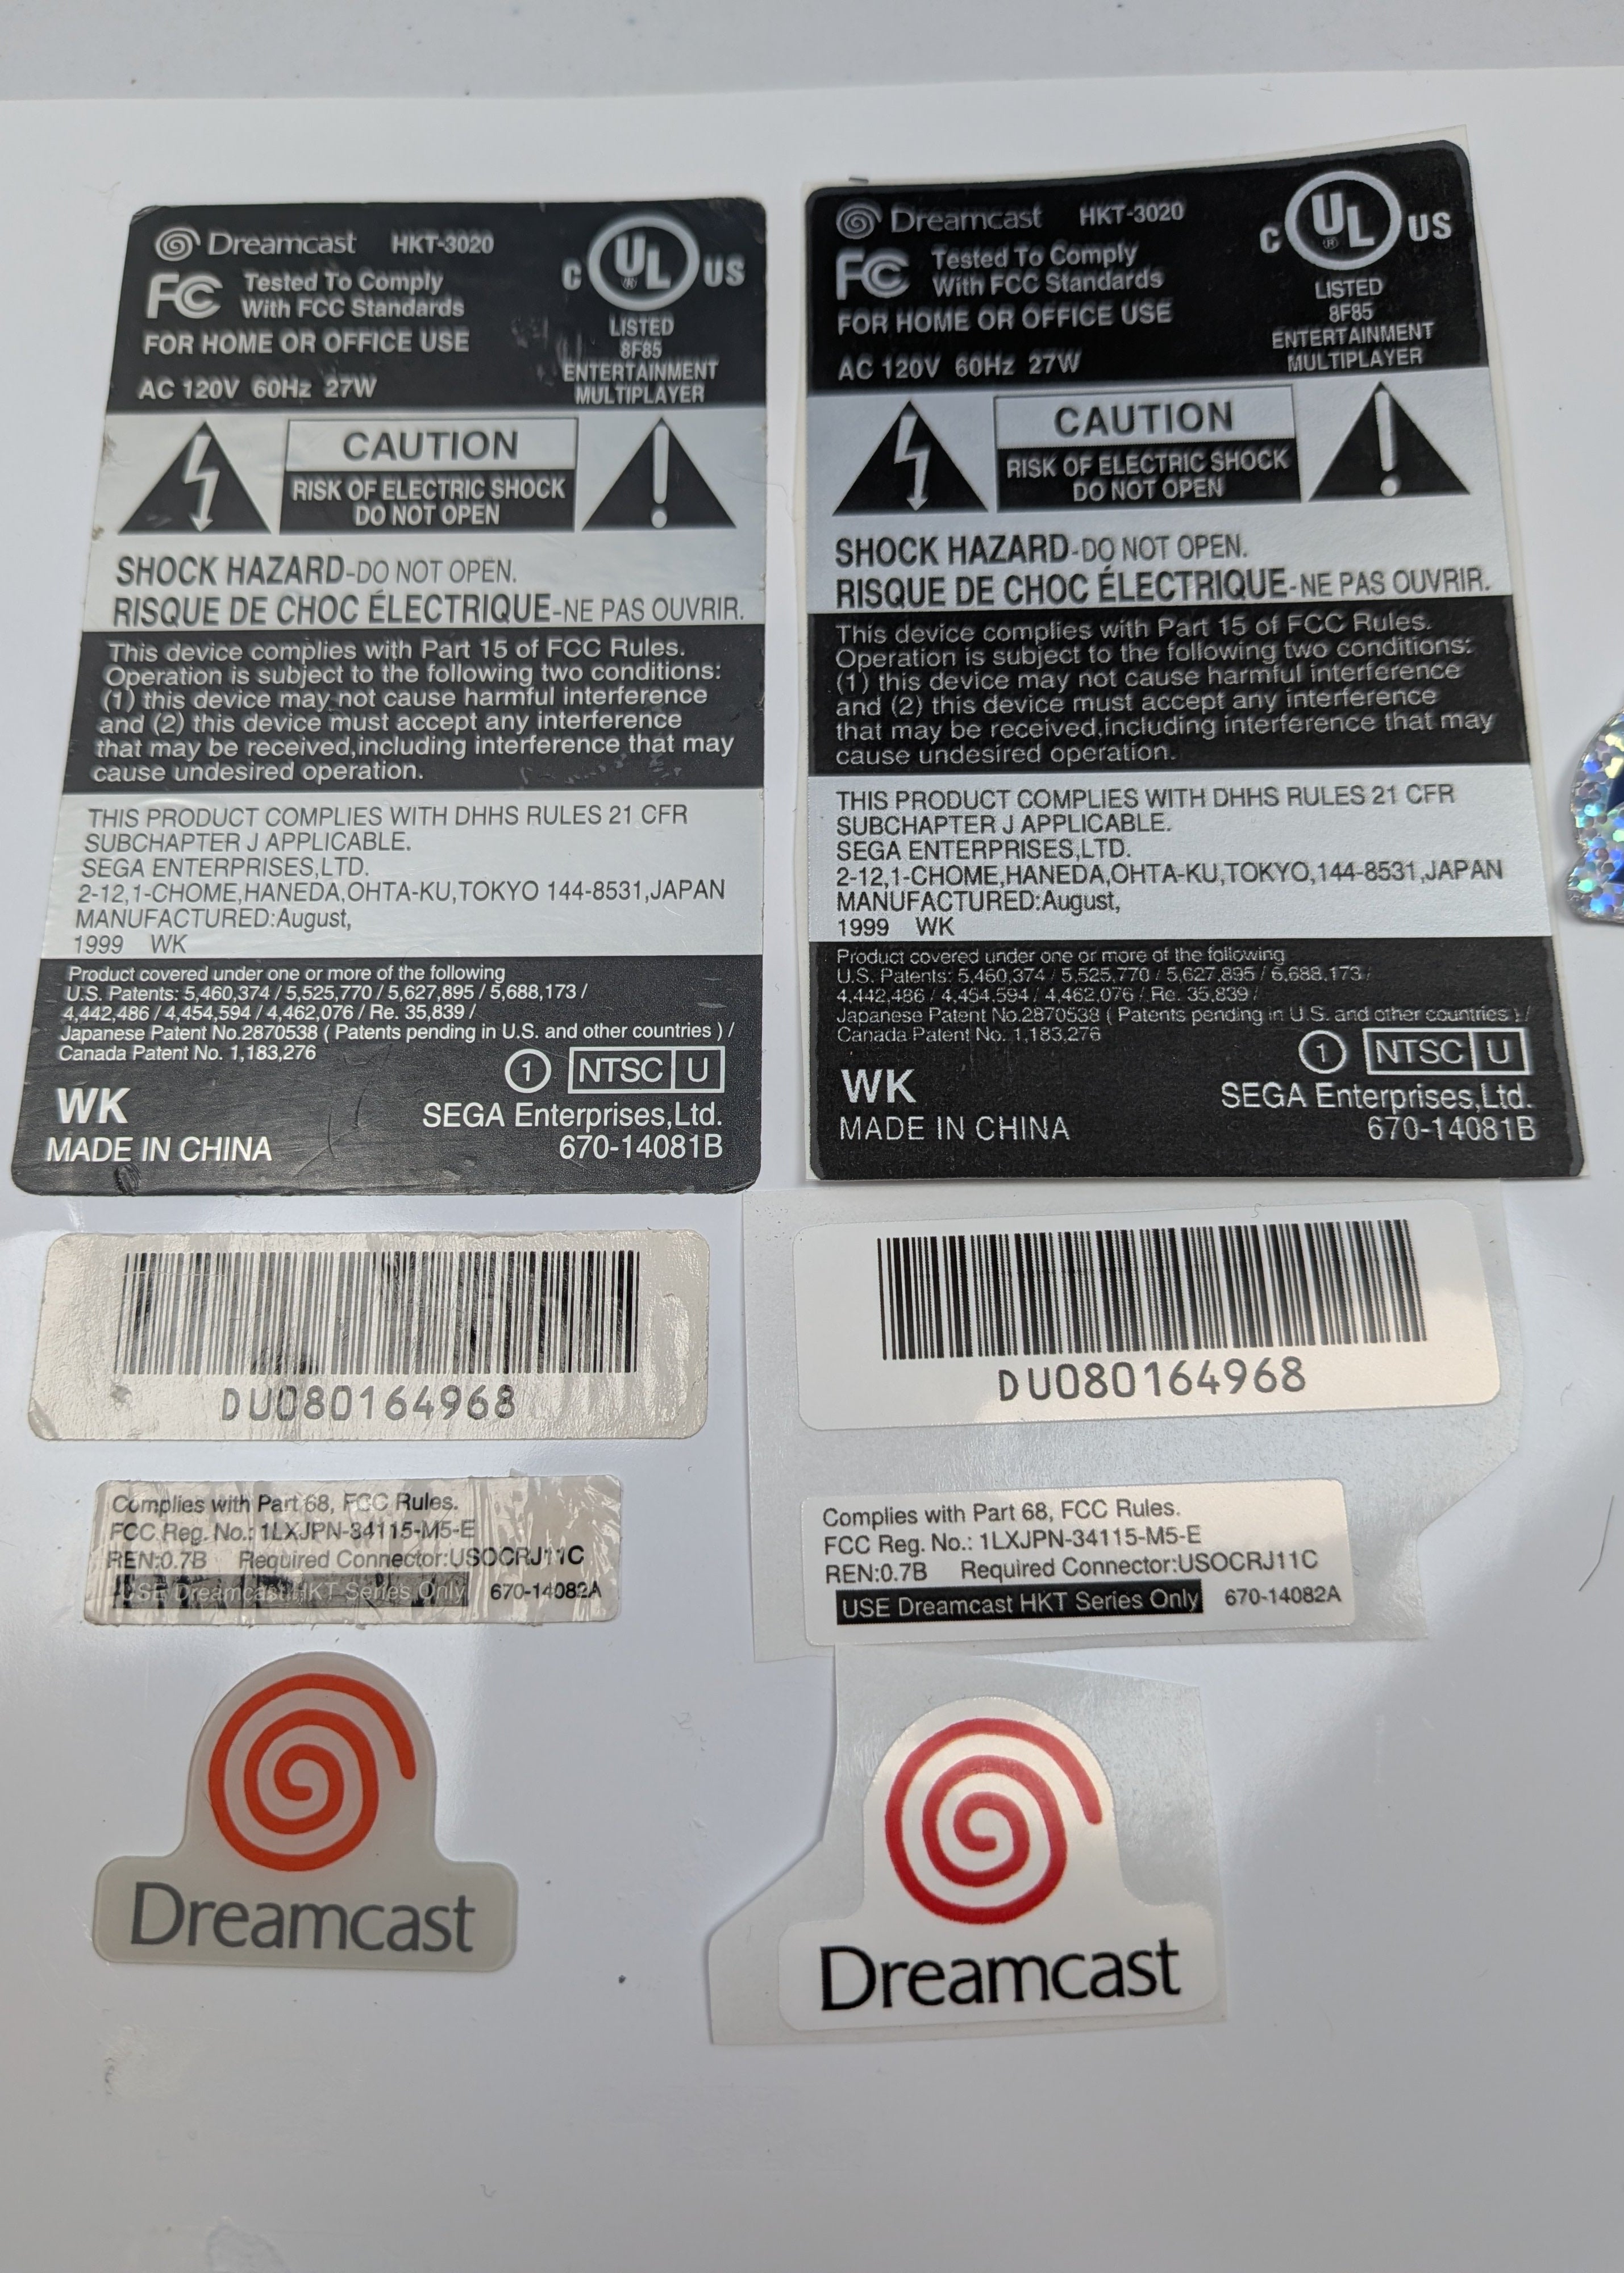 Dreamcast HKT-3020
FC Tested To Comply
With FCC Standards
FOR HOME OR OFFICE USE
AC 120V 60Hz 27W
C UL ® US
LISTED
8F85
ENTERTAINMENT
MULTIPLAYER
CAUTION
RISK OF ELECTRIC SHOCK
DO NOT OPEN
SHOCK HAZARD-DO NOT OPEN.
RISQUE DE CHOC ÉLECTRIQUE-NE PAS OUVRIR.
This device complies with Part 15 of FCC Rules.
Operation is subject to the following two conditions:
(1) this device may not cause harmful interference
and (2) this device must accept any interference
that may be received,including interference that may
cause undesired operation.
THIS PRODUCT COMPLIES WITH DHHS RULES 21 CFR
SUBCHAPTER J APPLICABLE.
SEGA ENTERPRISES,LTD.
2-12,1-CHOME,HANEDA,OHTA-KU,TOKYO 144-8531,JAPAN
MANUFACTURED:August,
1999 WK
Product covered under one or more of the following
U.S. Patents: 5,460,374 / 5,525,770 / 5,627,895 / 5,688,173 /
4,442,486 / 4,454,594 / 4,462,076 / Re. 35,839 /
Japanese Patent No.2870538 ( Patents pending in U.S. and other countries ) /
Canada Patent No. 1,183,276
1 NTSC U
WK
SEGA Enterprises,Ltd.
MADE IN CHINA
670-14081B
DU080164968
Complies with Part 68, FCC Rules.
FCC Reg. No.: 1LXJPN-34115-M5-E
REN:0.7B Required Connector:USOCRJ11C
USE Dreamcast HKT Series Only 670-14082A
Dreamcast
Dreamcast HKT-3020
FC Tested To Comply
With FCC Standards
FOR HOME OR OFFICE USE
AC 120V 60Hz 27W
C UL ® US
LISTED
8F85
ENTERTAINMENT
MULTIPLAYER
CAUTION
RISK OF ELECTRIC SHOCK
DO NOT OPEN
SHOCK HAZARD-DO NOT OPEN.
RISQUE DE CHOC ÉLECTRIQUE-NE PAS OUVRIR.
This device complies with Part 15 of FCC Rules.
Operation is subject to the following two conditions:
(1) this device may not cause harmful interference
and (2) this device must accept any interference
that may be received,including interference that may
cause undesired operation.
THIS PRODUCT COMPLIES WITH DHHS RULES 21 CFR
SUBCHAPTER J APPLICABLE.
SEGA ENTERPRISES,LTD.
2-12,1-CHOME,HANEDA,OHTA-KU,TOKYO,144-8531,JAPAN
MANUFACTURED:August,
1999 WK
Product covered under one or more of the following
U.S. Patents: 5,460,374 / 5,525,770 / 5,627,895 / 6,688,173 /
4,442,486 / 4,454,594 / 4,462,076 / Re. 35,839 /
Japanese Patent No.2870538 ( Patents pending in U.S. and other countries ) /
Canada Patent No. 1,183,276
1 NTSC U
WK
SEGA Enterprises,Ltd.
MADE IN CHINA
670-14081B
DU080164968
Complies with Part 68, FCC Rules.
FCC Reg. No.: 1LXJPN-34115-M5-E
REN:0.7B Required Connector:USOCRJ11C
USE Dreamcast HKT Series Only 670-14082A
Dreamcast